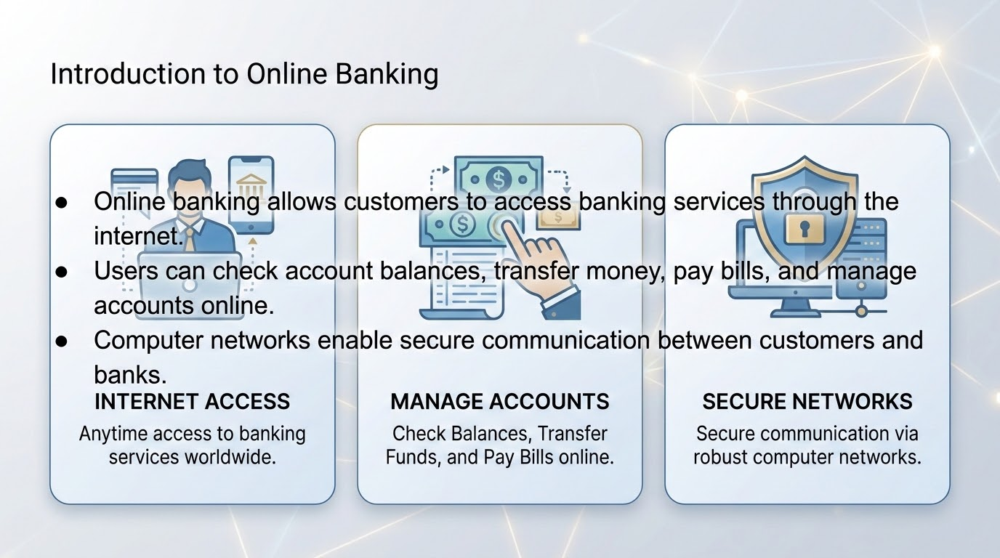 Introduction to Online Banking
● Online banking allows customers to access banking services through the
internet.
● Users can check account balances, transfer money, pay bills, and manage
accounts online.
● Computer networks enable secure communication between customers and
banks.
INTERNET ACCESS
Anytime access to banking
services worldwide.
MANAGE ACCOUNTS
Check Balances, Transfer
Funds, and Pay Bills online.
SECURE NETWORKS
Secure communication via
robust computer networks.